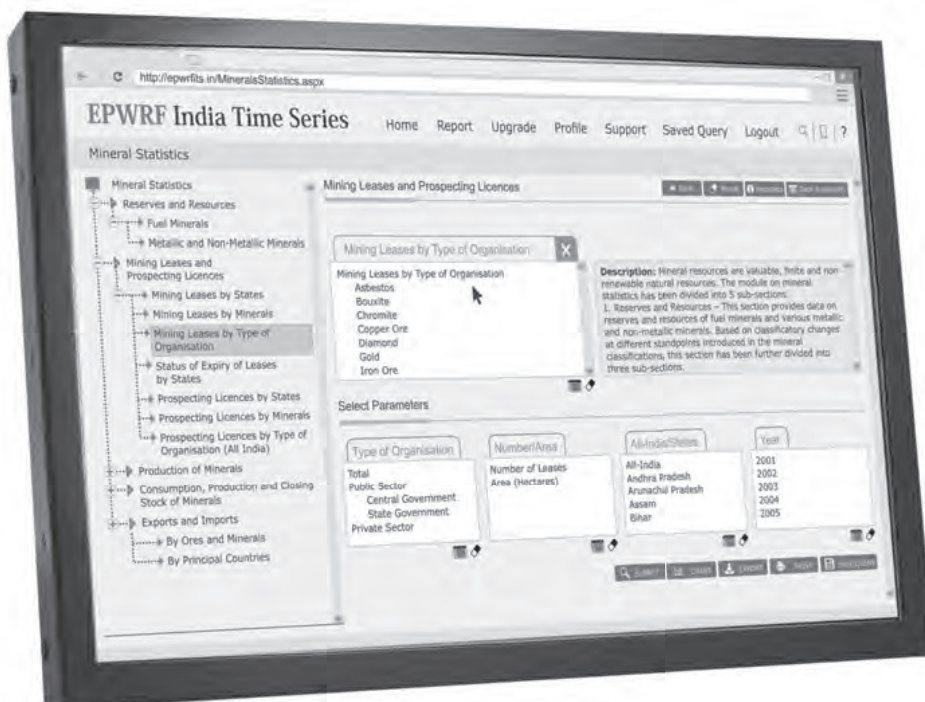 http://epwrfits.in/MineralsStatistics.aspx
EPWRF India Time Series
Home Report Upgrade Profile Support Saved Query Logout ?
Mineral Statistics
Mineral Statistics
Reserves and Resources
Fuel Minerals
Metallic and Non-Metallic Minerals
Mining Leases and
Prospecting Licences
Mining Leases by States
Mining Leases by Minerals
Mining Leases by Type of
Organisation
Status of Expiry of Leases
by States
Prospecting Licences by States
Prospecting Licences by Minerals
Prospecting Licences by Type of
Organisation (All India)
Production of Minerals
Consumption, Production and Closing
Stock of Minerals
Exports and Imports
By Ores and Minerals
By Principal Countries
Mining Leases and Prospecting Licences
Mining Leases by Type of Organisation X
Mining Leases by Type of Organisation
Asbestos
Bouxite
Chromite
Copper Ore
Diamond
Gold
Iron Ore
Description: Mineral resources are valuable, finite and non-
renewable natural resources. The module on mineral
statistics has been divided into 5 sub-sections.
1. Reserves and Resources – This section provides data on
reserves and resources of fuel minerals and various metallic
and non-metallic minerals. Based on classificatory changes
at different standpoints introduced in the mineral
classifications, this section has been further divided into
three sub-sections.
Select Parameters
Type of Organisation
Total
Public Sector
Central Government
State Government
Private Sector
Number/Area
Number of Leases
Area (Hectares)
All-India/States
All-India
Andhra Pradesh
Arunachal Pradesh
Assam
Bihar
Year
2001
2002
2003
2004
2005